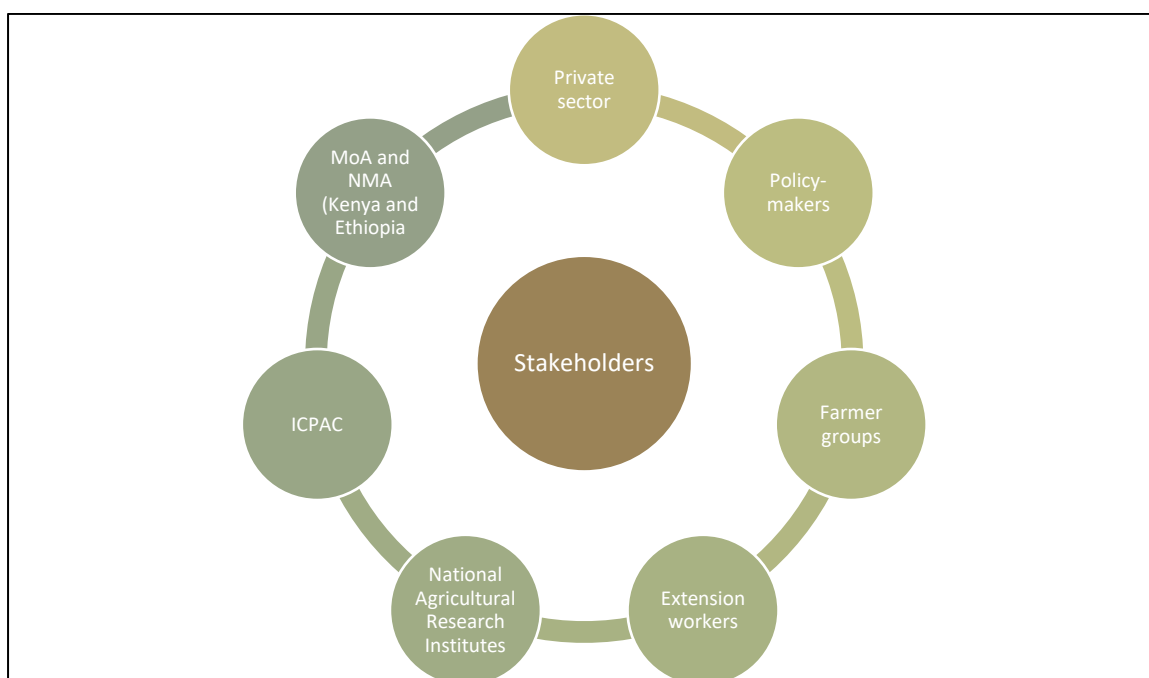 Private
sector
Policy-
makers
Farmer
groups
Extension
workers
National
Agricultural
Research
Institutes
ICPAC
MoA and
NMA
(Kenya and
Ethiopia
Stakeholders